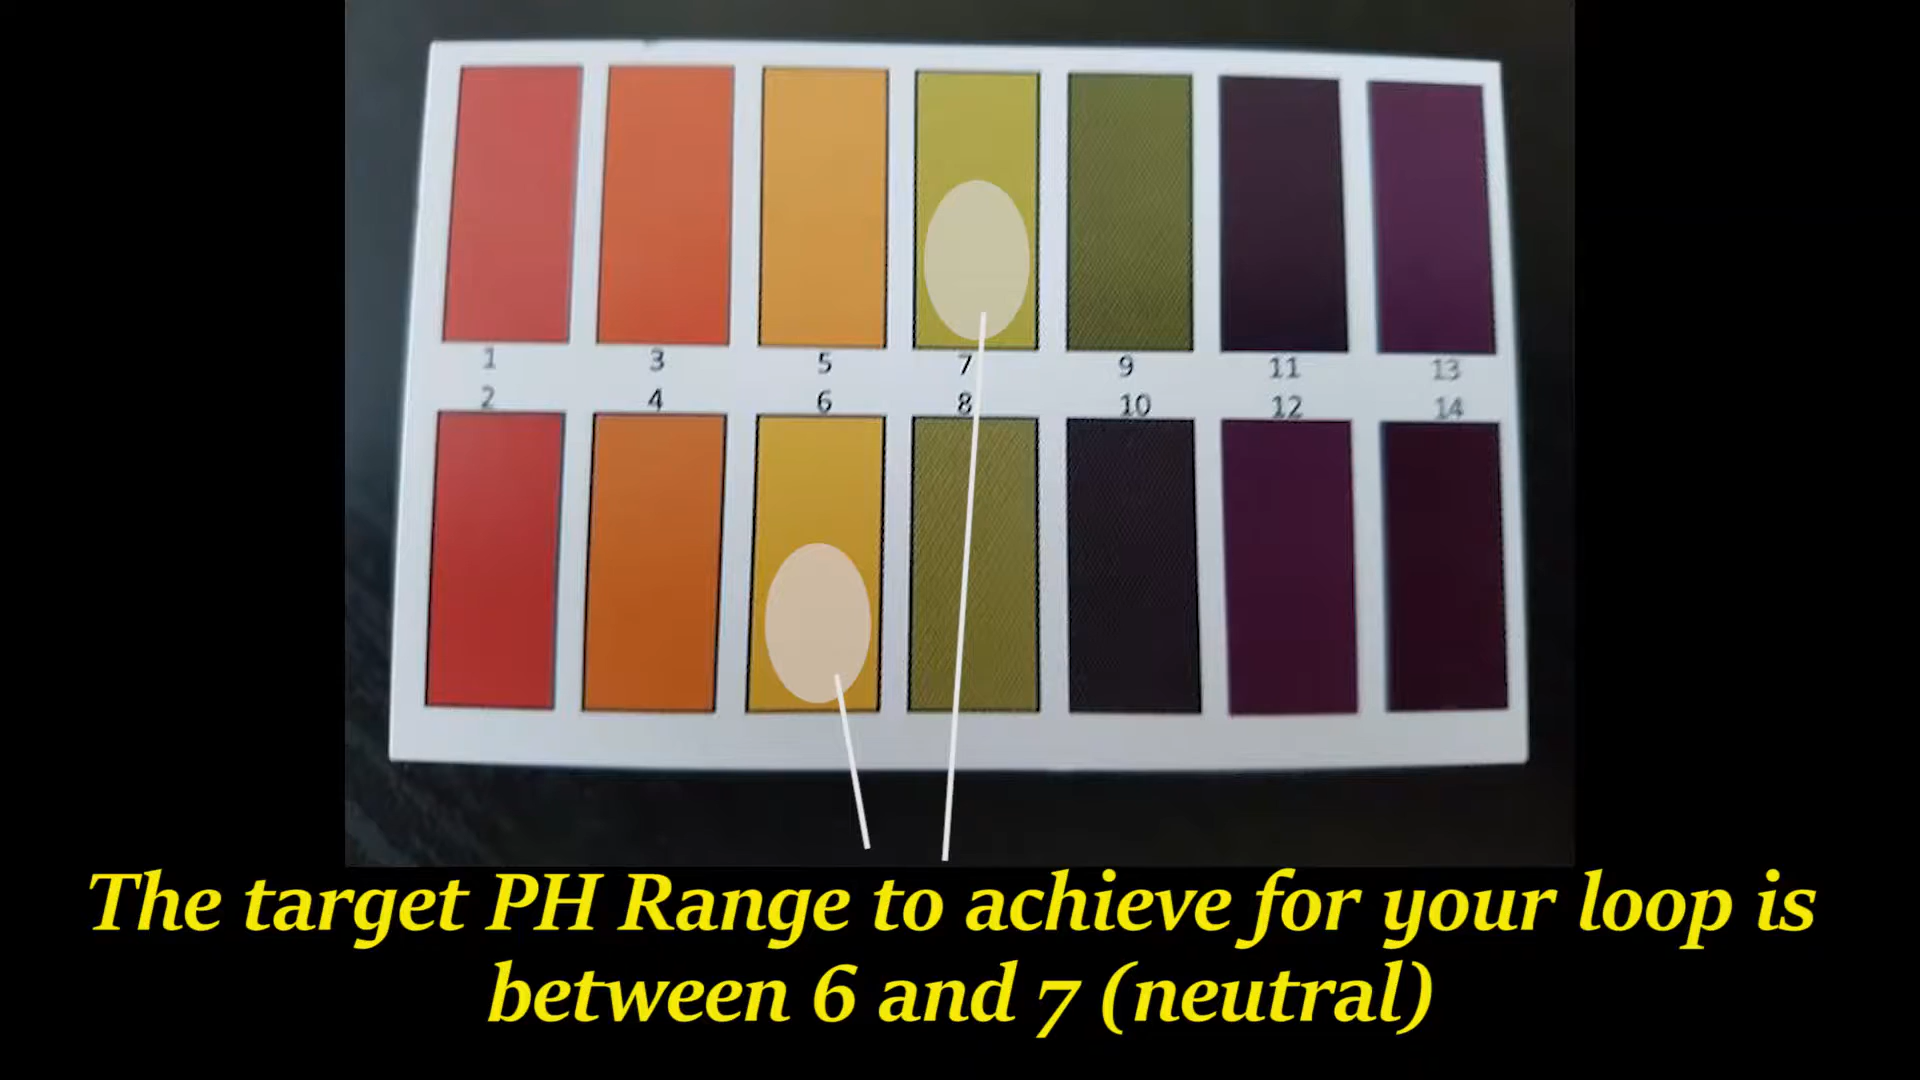 1 3 5 7 9 11 13
2 4 6 8 10 12 14
The target PH Range to achieve for your loop is
between 6 and 7 (neutral)